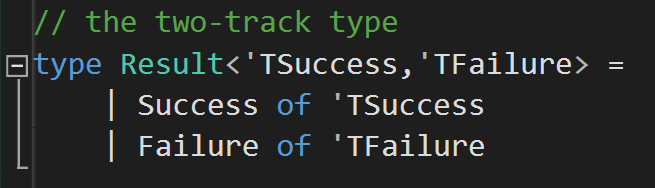 // the two-track type
type Result<'TSuccess,'TFailure> =
| Success of 'TSuccess
| Failure of 'TFailure